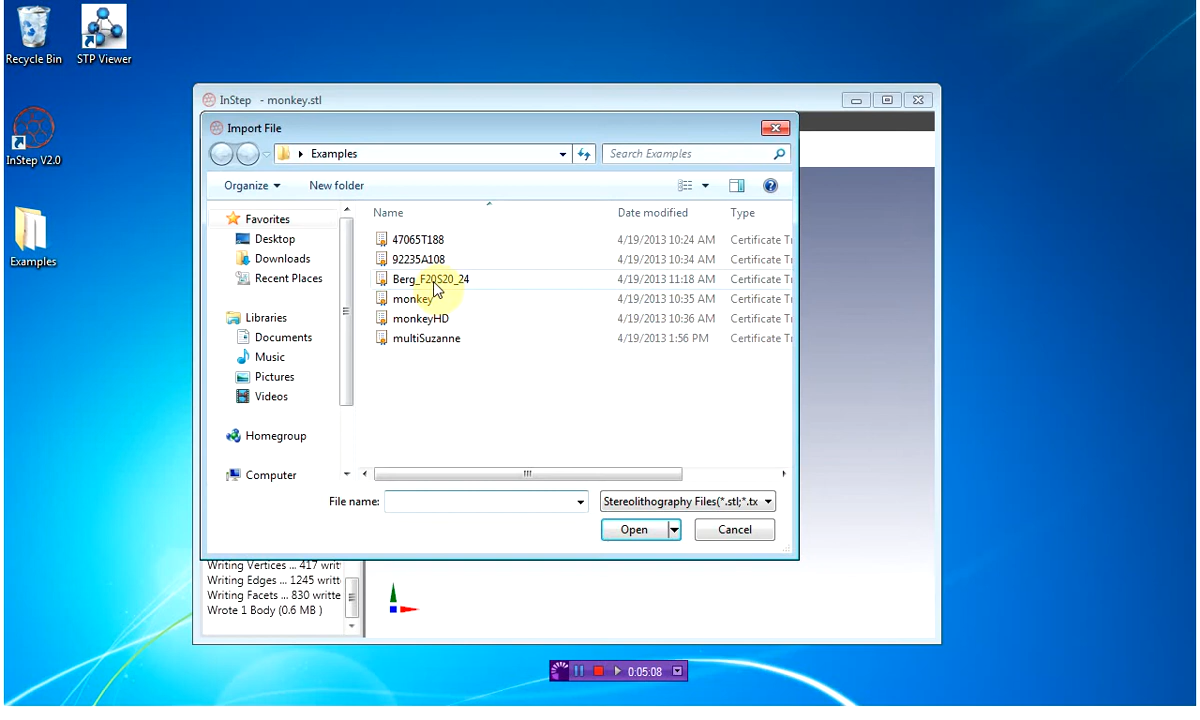 Recycle Bin
STP Viewer
InStep V2.0
Examples
InStep - monkey.stl
Import File
Examples
Search Examples
Organize
New folder
Name
Date modified
Type
Favorites
Desktop
Downloads
Recent Places
Libraries
Documents
Music
Pictures
Videos
Homegroup
Computer
47065T188 4/19/2013 10:24 AM Certificate Tr
92235A108 4/19/2013 10:34 AM Certificate Tr
Berg_F20S20_24 4/19/2013 11:18 AM Certificate Tr
monkey 4/19/2013 10:35 AM Certificate Tr
monkeyHD 4/19/2013 10:36 AM Certificate Tr
multiSuzanne 4/19/2013 1:56 PM Certificate Tr
File name:
Stereolithography Files(*.stl;*.tx
Open
Cancel
Writing Vertices ... 417 writt
Writing Edges ... 1245 writt
Writing Facets ... 830 writte
Wrote 1 Body (0.6 MB )
0:05:08